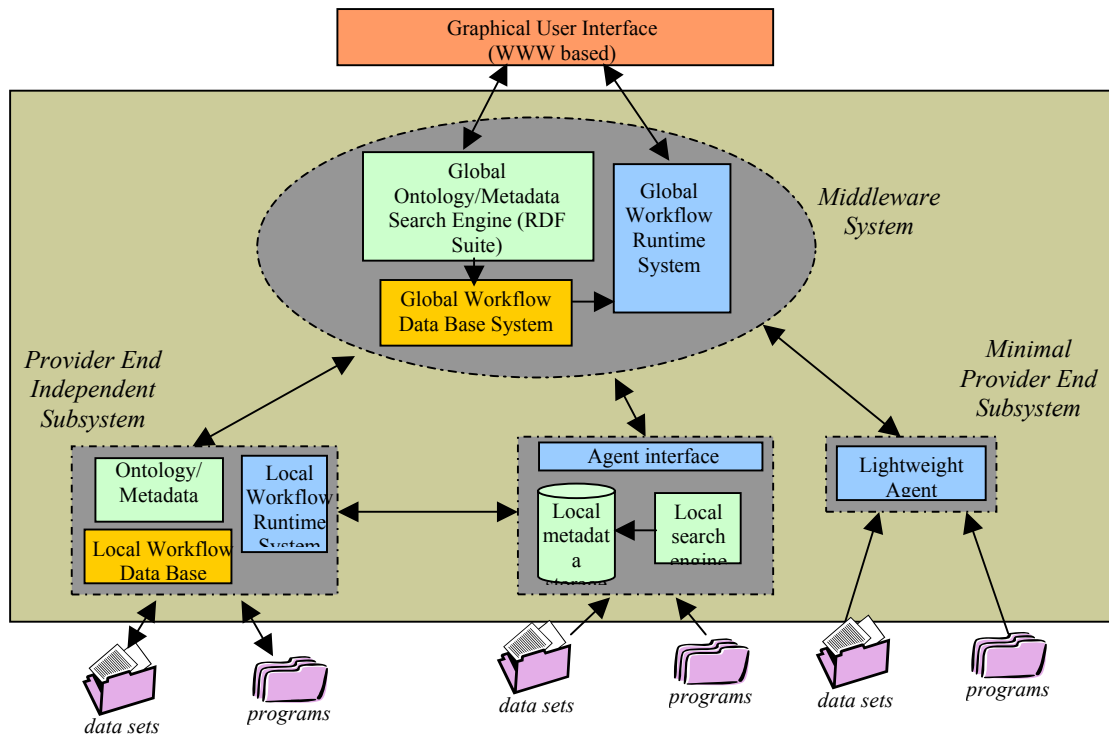 Graphical User Interface
(WWW based)
Global
Ontology/Metadata
Search Engine (RDF
Suite)
Global
Workflow
Runtime
System
Middleware
System
Global Workflow
Data Base System
Provider End
Independent
Subsystem
Minimal
Provider End
Subsystem
Ontology/
Metadata
Local
Workflow
Runtime
System
Local Workflow
Data Base
Agent interface
Local
metadat
a
storag
Local
search
engine
Lightweight
Agent
data sets
programs
data sets
programs
data sets
programs